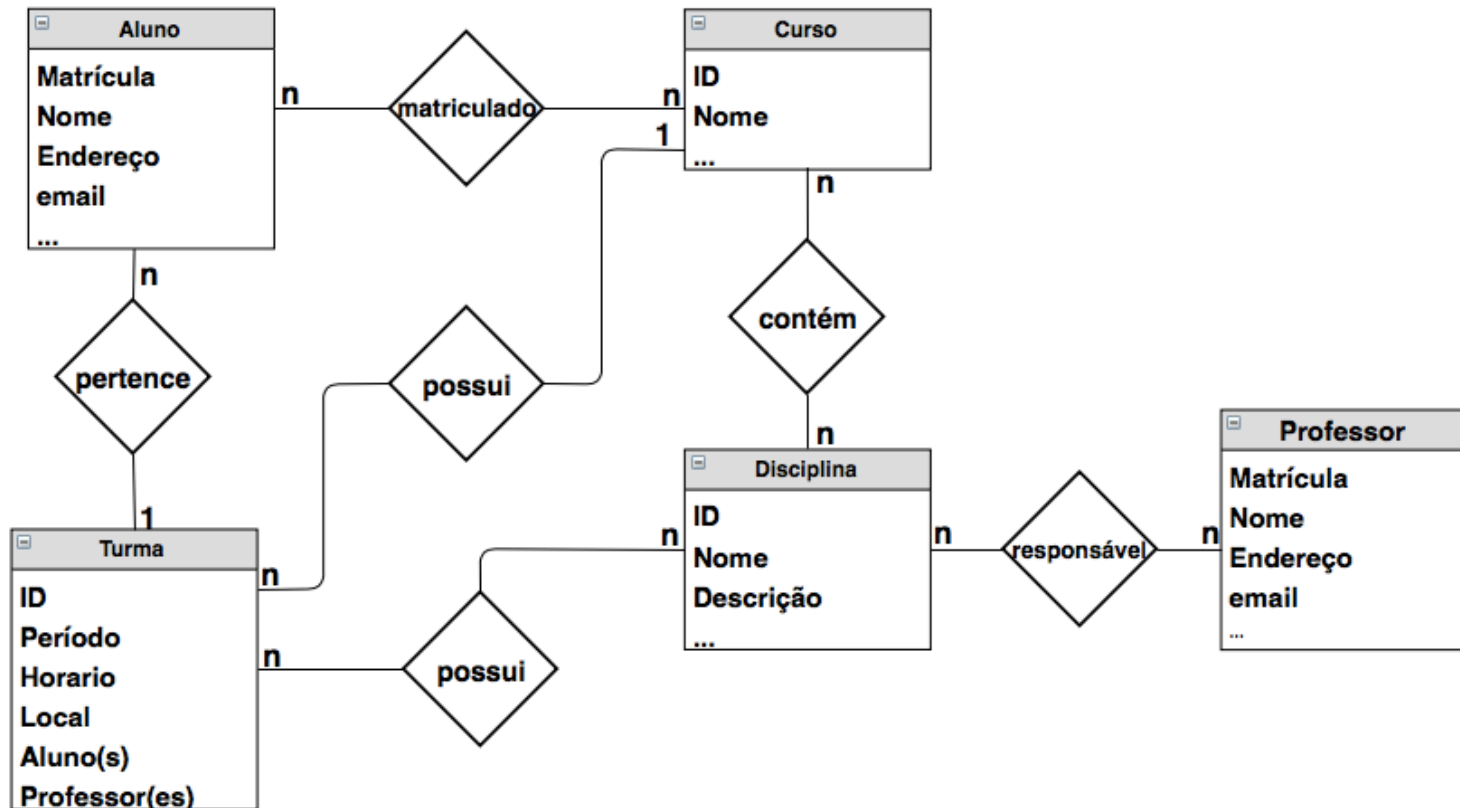 Aluno
Matrícula
Nome
Endereço
email
...
n
matriculado
n
Curso
ID
Nome
...
1
n
n
pertence
1
possui
contém
n
Turma
ID
Período
Horario
Local
Aluno(s)
Professor(es)
n
n
possui
n
Disciplina
ID
Nome
Descrição
...
n
responsável
n
Professor
Matrícula
Nome
Endereço
email
...